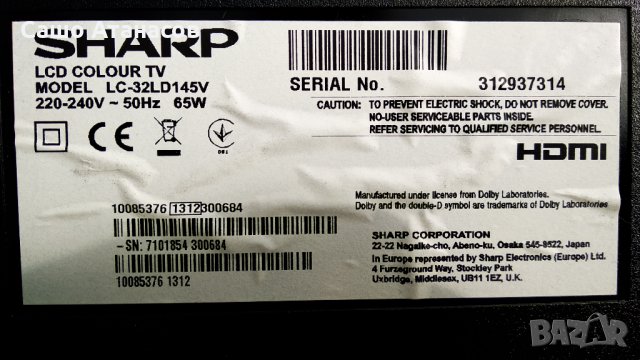 Сашо Атанасов
SHARP
LCD COLOUR TV
MODEL LC-32LD145V
220-240V ~ 50Hz 65W
CE
SERIAL No. 312937314
CAUTION: TO PREVENT ELECTRIC SHOCK, DO NOT REMOVE COVER.
NO-USER SERVICEABLE PARTS INSIDE.
REFER SERVICING TO QUALIFIED SERVICE PERSONNEL.
HDMI
Manufactured under license from Dolby Laboratories.
Dolby and the double-D symbol are trademarks of Dolby Laboratories
10085376 1312 300684
-SN: 7101854 300684
10085376 1312
SHARP CORPORATION
22-22 Nagaike-cho, Abeno-ku, Osaka 545-8522, Japan
In Europe represented by Sharp Electronics (Europe) Ltd.
4 Furzeground Way, Stockley Park
Uxbridge, Middlesex, UB11 1EZ, U.K.
BAZAR